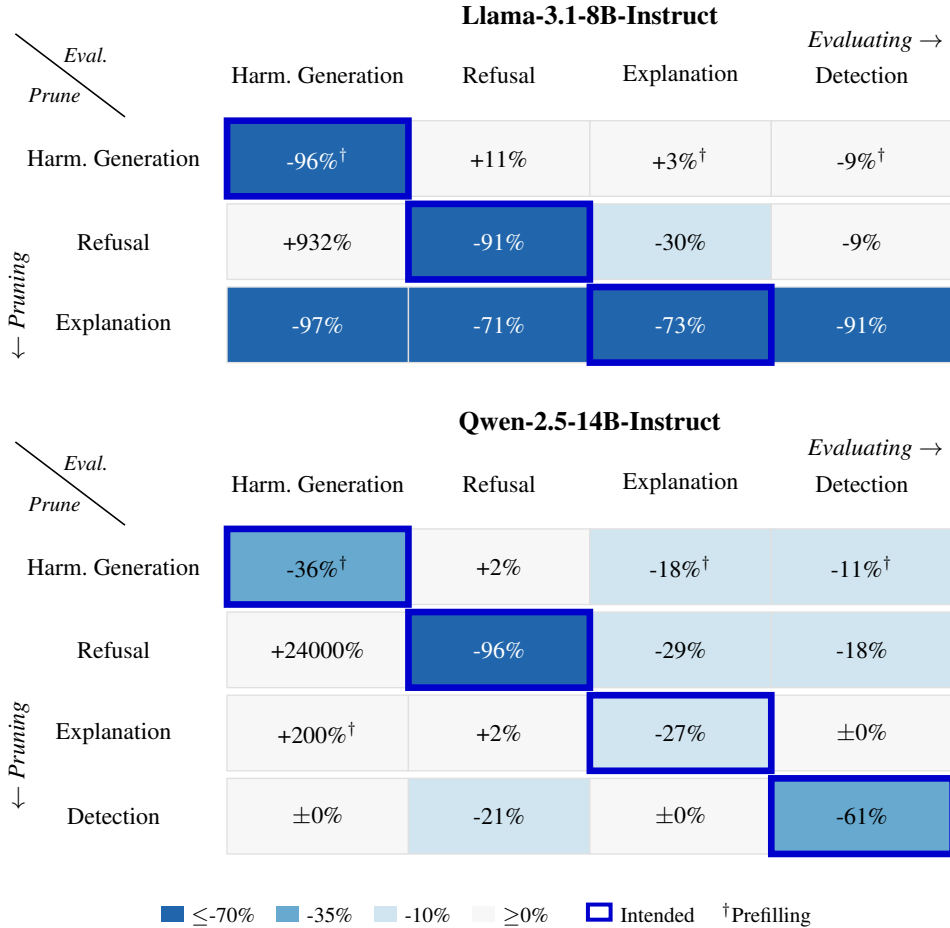 Llama-3.1-8B-Instruct
Evaluating →
Eval.
Prune
Harm. Generation Refusal Explanation Detection
Harm. Generation -96%† +11% +3%† -9%†
Refusal +932% -91% -30% -9%
Explanation -97% -71% -73% -91%
← Pruning
Qwen-2.5-14B-Instruct
Evaluating →
Eval.
Prune
Harm. Generation Refusal Explanation Detection
Harm. Generation -36%† +2% -18%† -11%†
Refusal +24000% -96% -29% -18%
Explanation +200%† +2% -27% ±0%
Detection ±0% -21% ±0% -61%
← Pruning
≤-70% -35% -10% ≥0% Intended †Prefilling